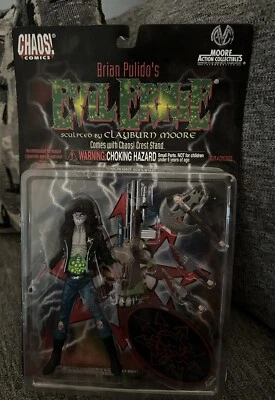 CHAOS!
COMICS
MOORE
ACTION COLLECTIBLES
Brian Pulido's
EVIL ERNIE
sculpted by CLAYBURN MOORE
Comes with Chaos! Crest Stand.
WARNING: CHOKING HAZARD Small Parts. NOT for children
under 5 years of age